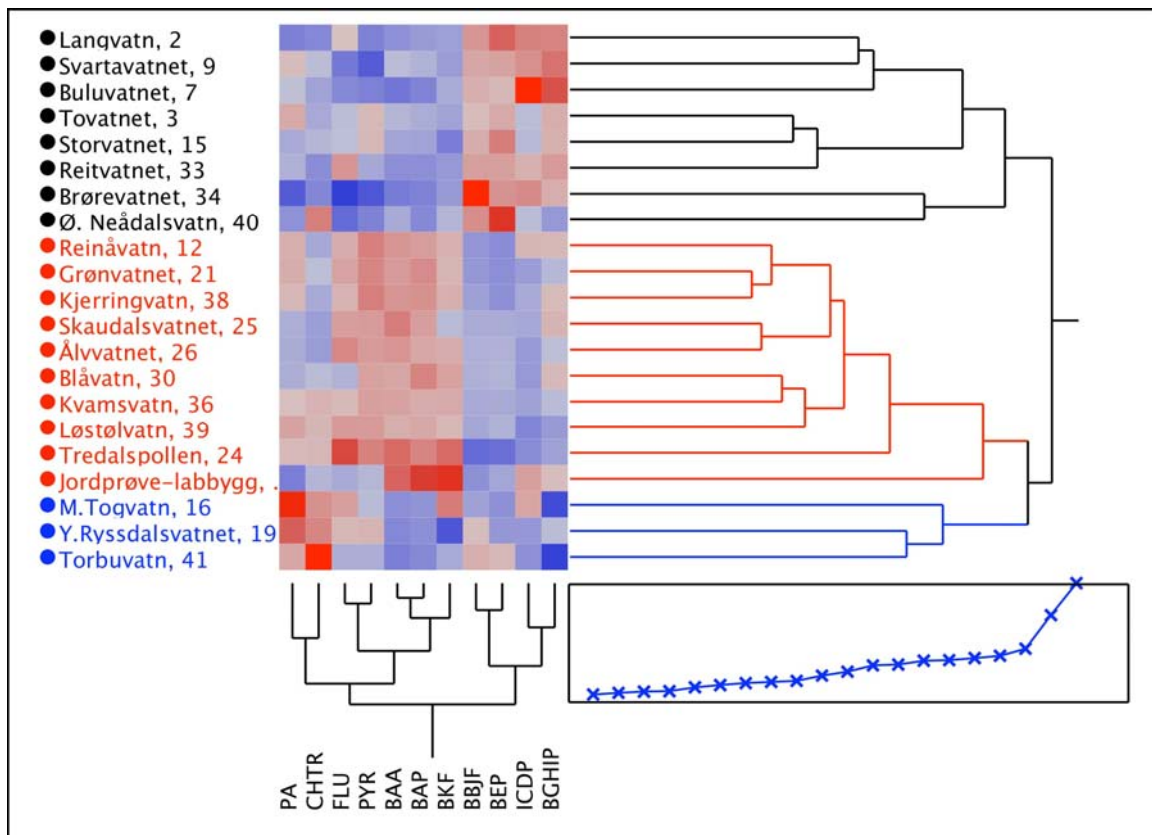 Langvatn, 2
Svartavatnet, 9
Buluvatnet, 7
Tovatnet, 3
Storvatnet, 15
Reitvatnet, 33
Brørevatnet, 34
Ø. Neådalsvatn, 40
Reinåvatn, 12
Grønvatnet, 21
Kjerringvatn, 38
Skaudalsvatnet, 25
Ålvvatnet, 26
Blåvatn, 30
Kvamsvatn, 36
Løstølvatn, 39
Tredalspollen, 24
Jordprøve-labbygg, .
M.Togvatn, 16
Y.Ryssdalsvatnet, 19
Torbuvatn, 41
PA
CHTR
FLU
PYR
BAA
BAP
BKF
BBJF
BEP
ICDP
BGHIP